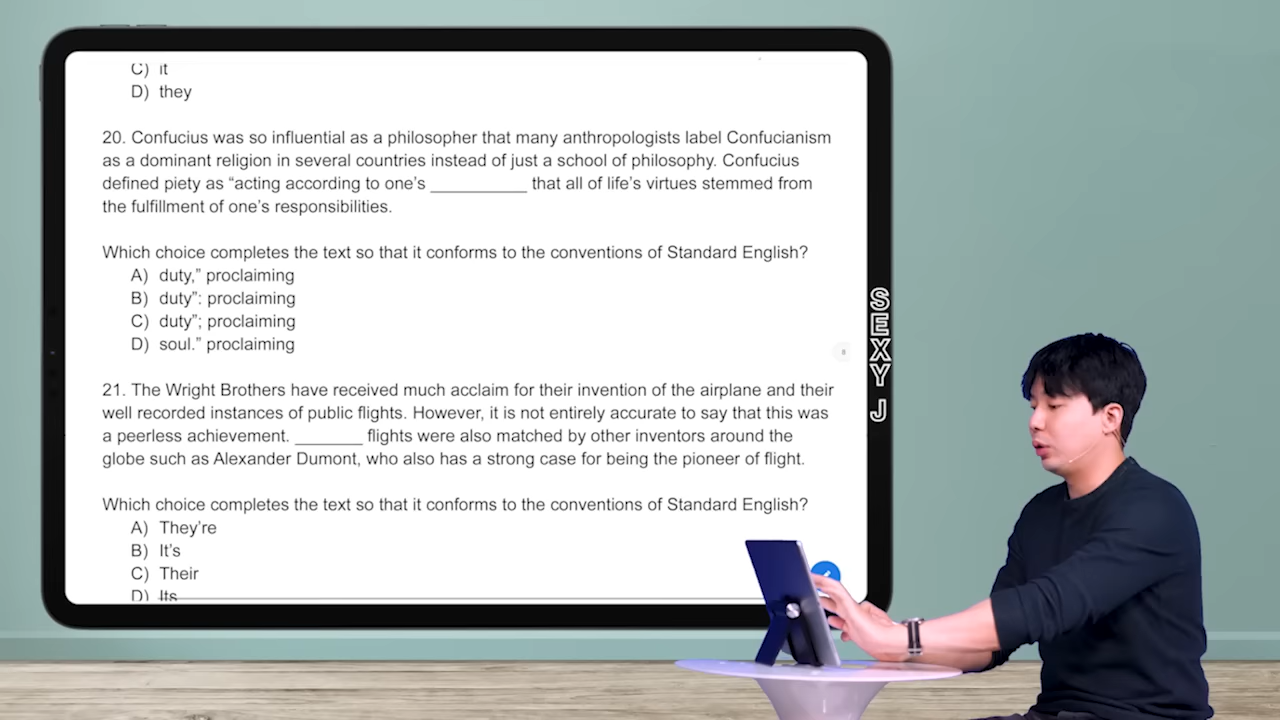 C) it
D) they
20. Confucius was so influential as a philosopher that many anthropologists label Confucianism
as a dominant religion in several countries instead of just a school of philosophy. Confucius
defined piety as “acting according to one’s __________ that all of life’s virtues stemmed from
the fulfillment of one’s responsibilities.
Which choice completes the text so that it conforms to the conventions of Standard English?
A) duty,” proclaiming
B) duty”: proclaiming
C) duty”; proclaiming
D) soul.” proclaiming
21. The Wright Brothers have received much acclaim for their invention of the airplane and their
well recorded instances of public flights. However, it is not entirely accurate to say that this was
a peerless achievement. _______ flights were also matched by other inventors around the
globe such as Alexander Dumont, who also has a strong case for being the pioneer of flight.
Which choice completes the text so that it conforms to the conventions of Standard English?
A) They’re
B) It’s
C) Their
D) Its
SEXY J